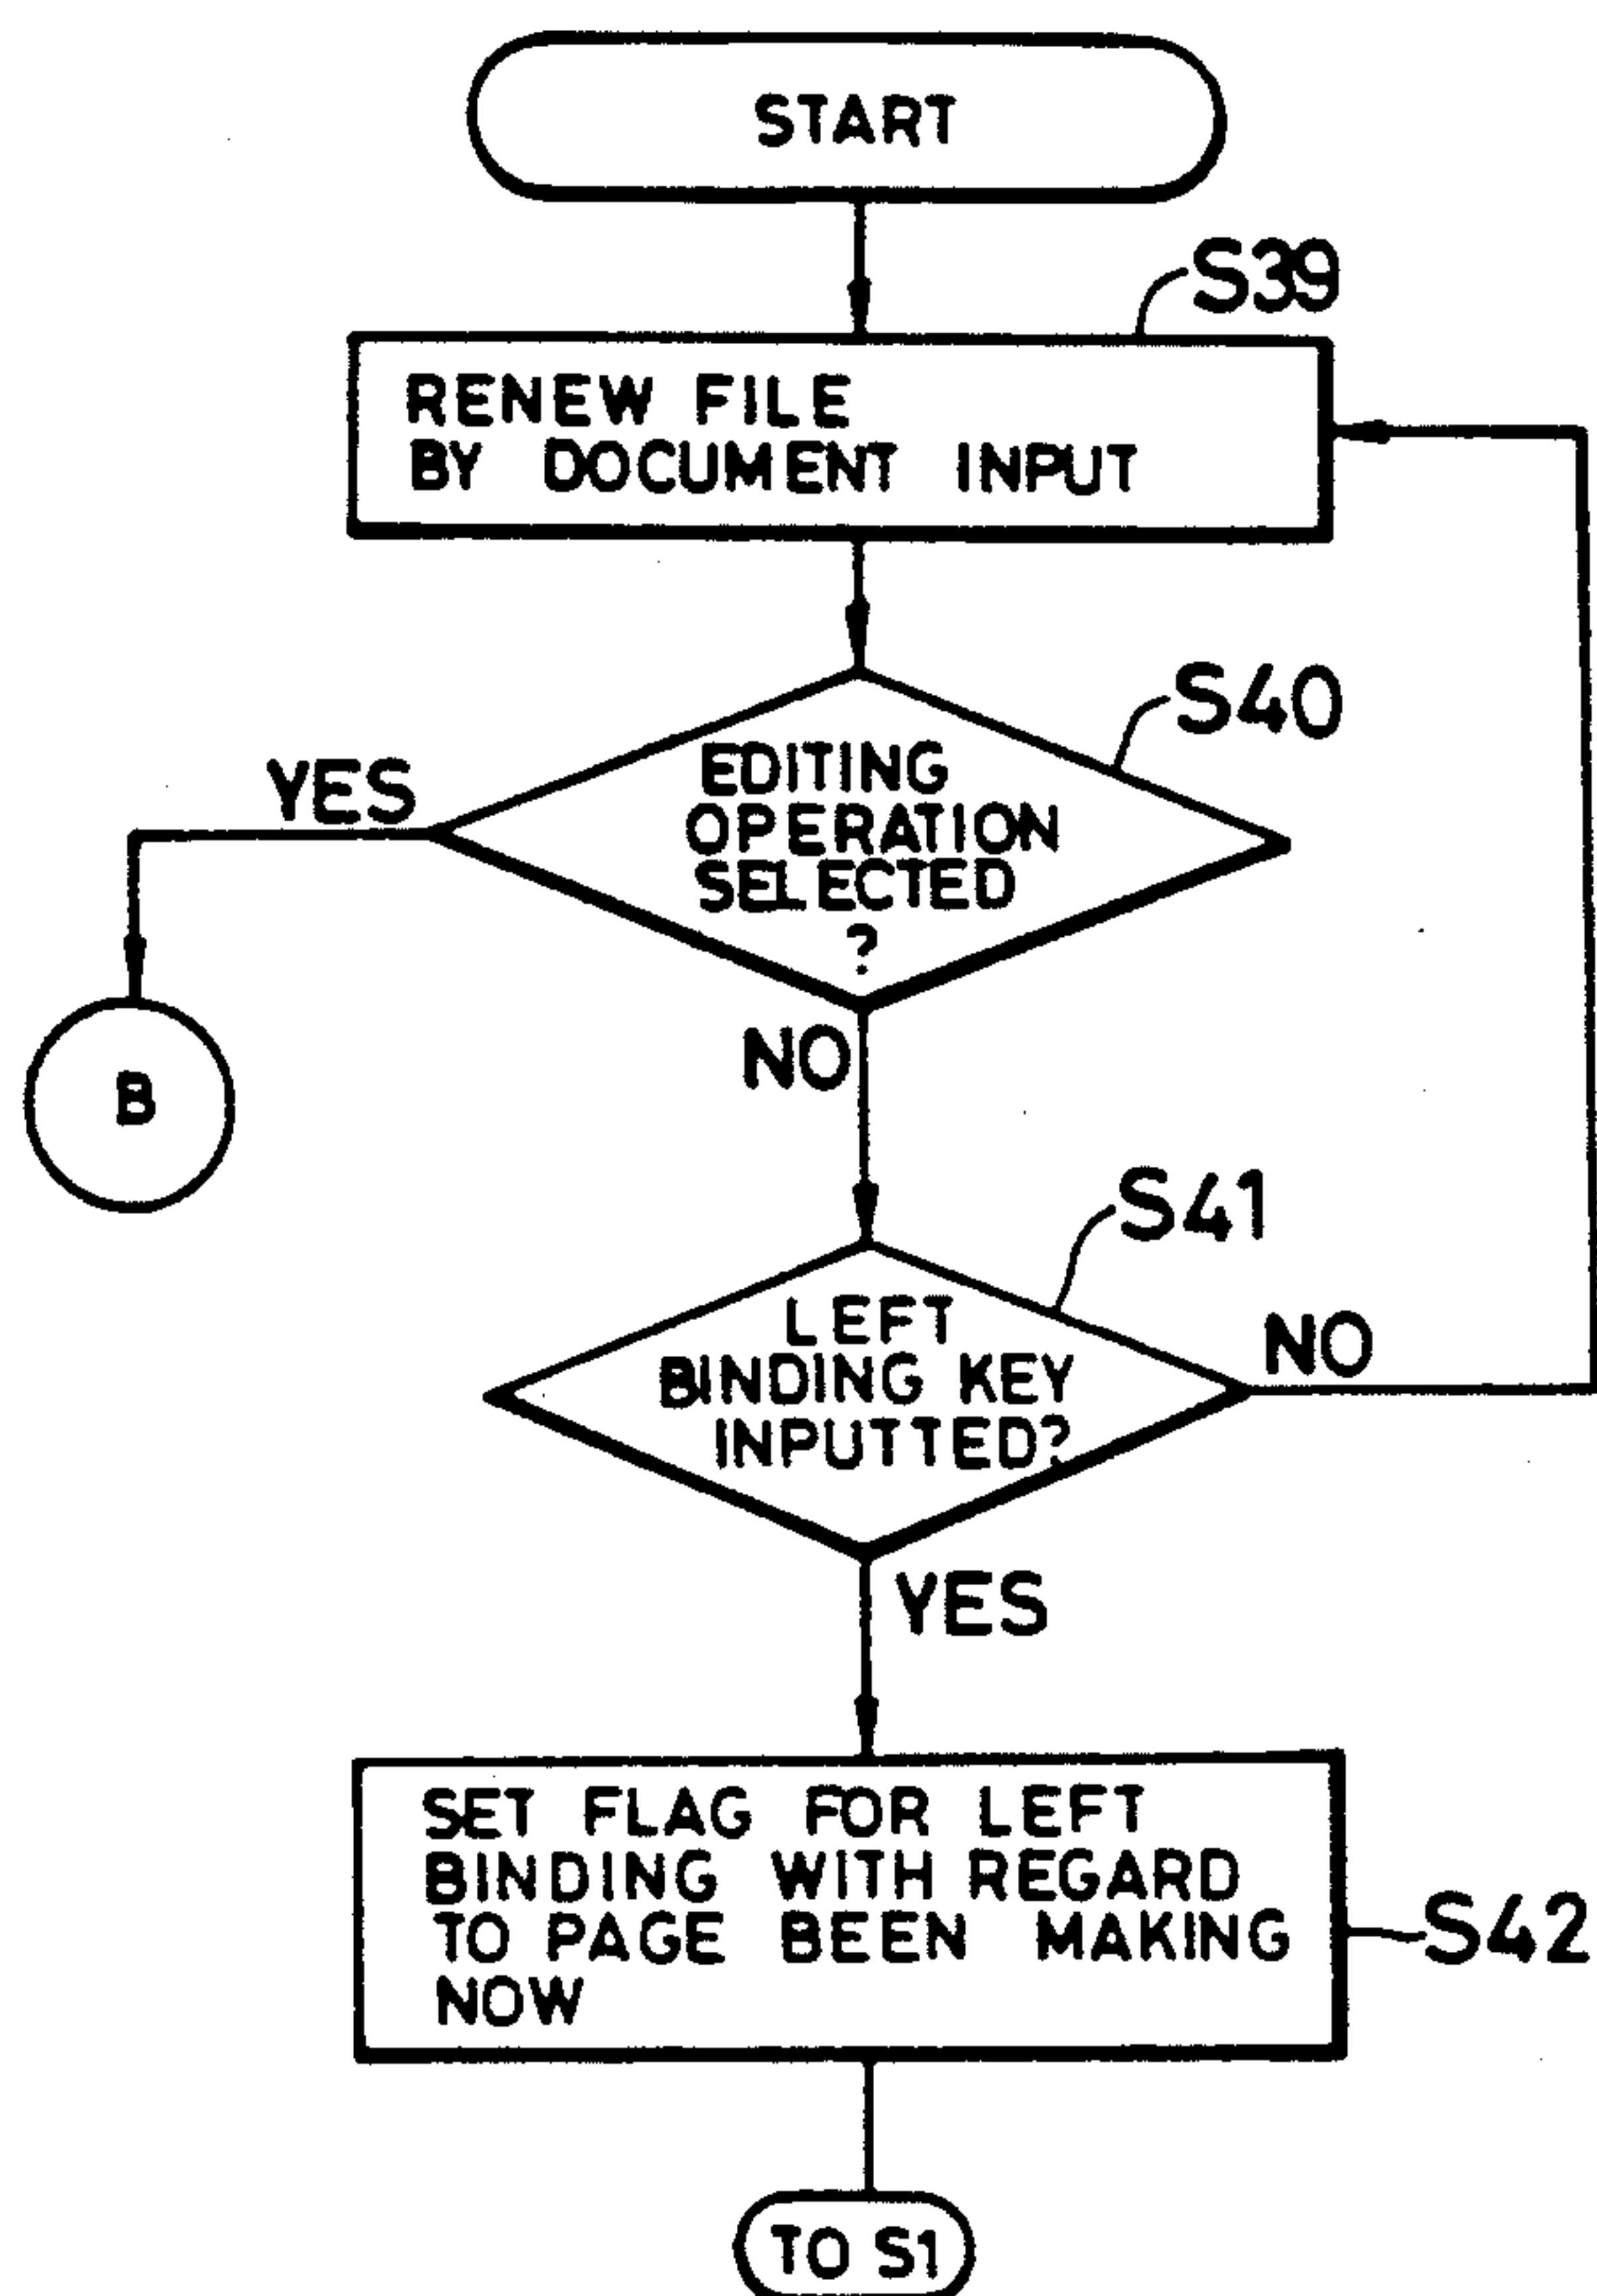 START
S39
RENEW FILE
BY DOCUMENT INPUT
S40
EDITING
OPERATION
SELECTED
?
YES
NO
B
S41
LEFT
BINDING KEY
INPUTTED?
NO
YES
SET FLAG FOR LEFT
BINDING WITH REGARD
TO PAGE BEEN MAKING
NOW
S42
TO S1